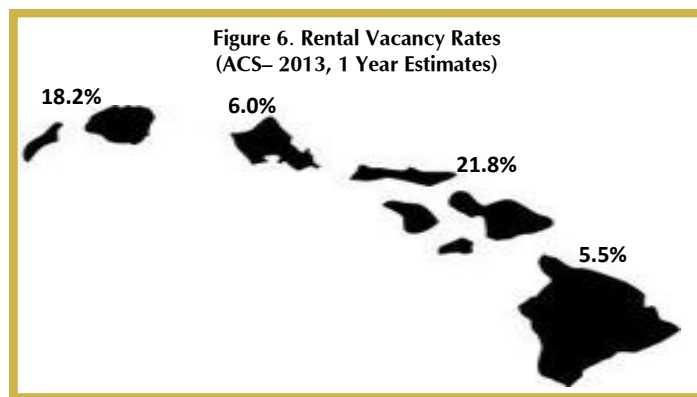 Figure 6. Rental Vacancy Rates
(ACS– 2013, 1 Year Estimates)
18.2%
6.0%
21.8%
5.5%